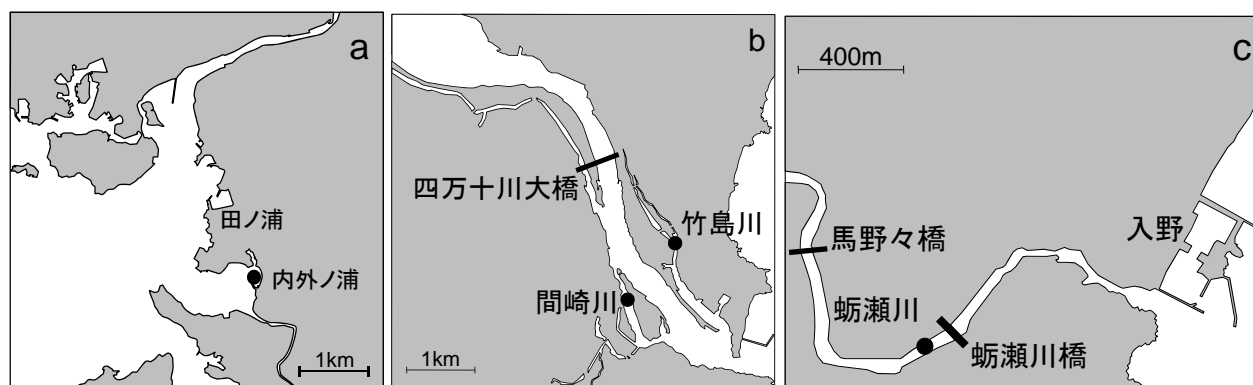 a
田ノ浦
内外ノ浦
1km
b
四万十川大橋
竹島川
間崎川
1km
c
400m
馬野々橋
入野
蛎瀬川
蛎瀬川橋